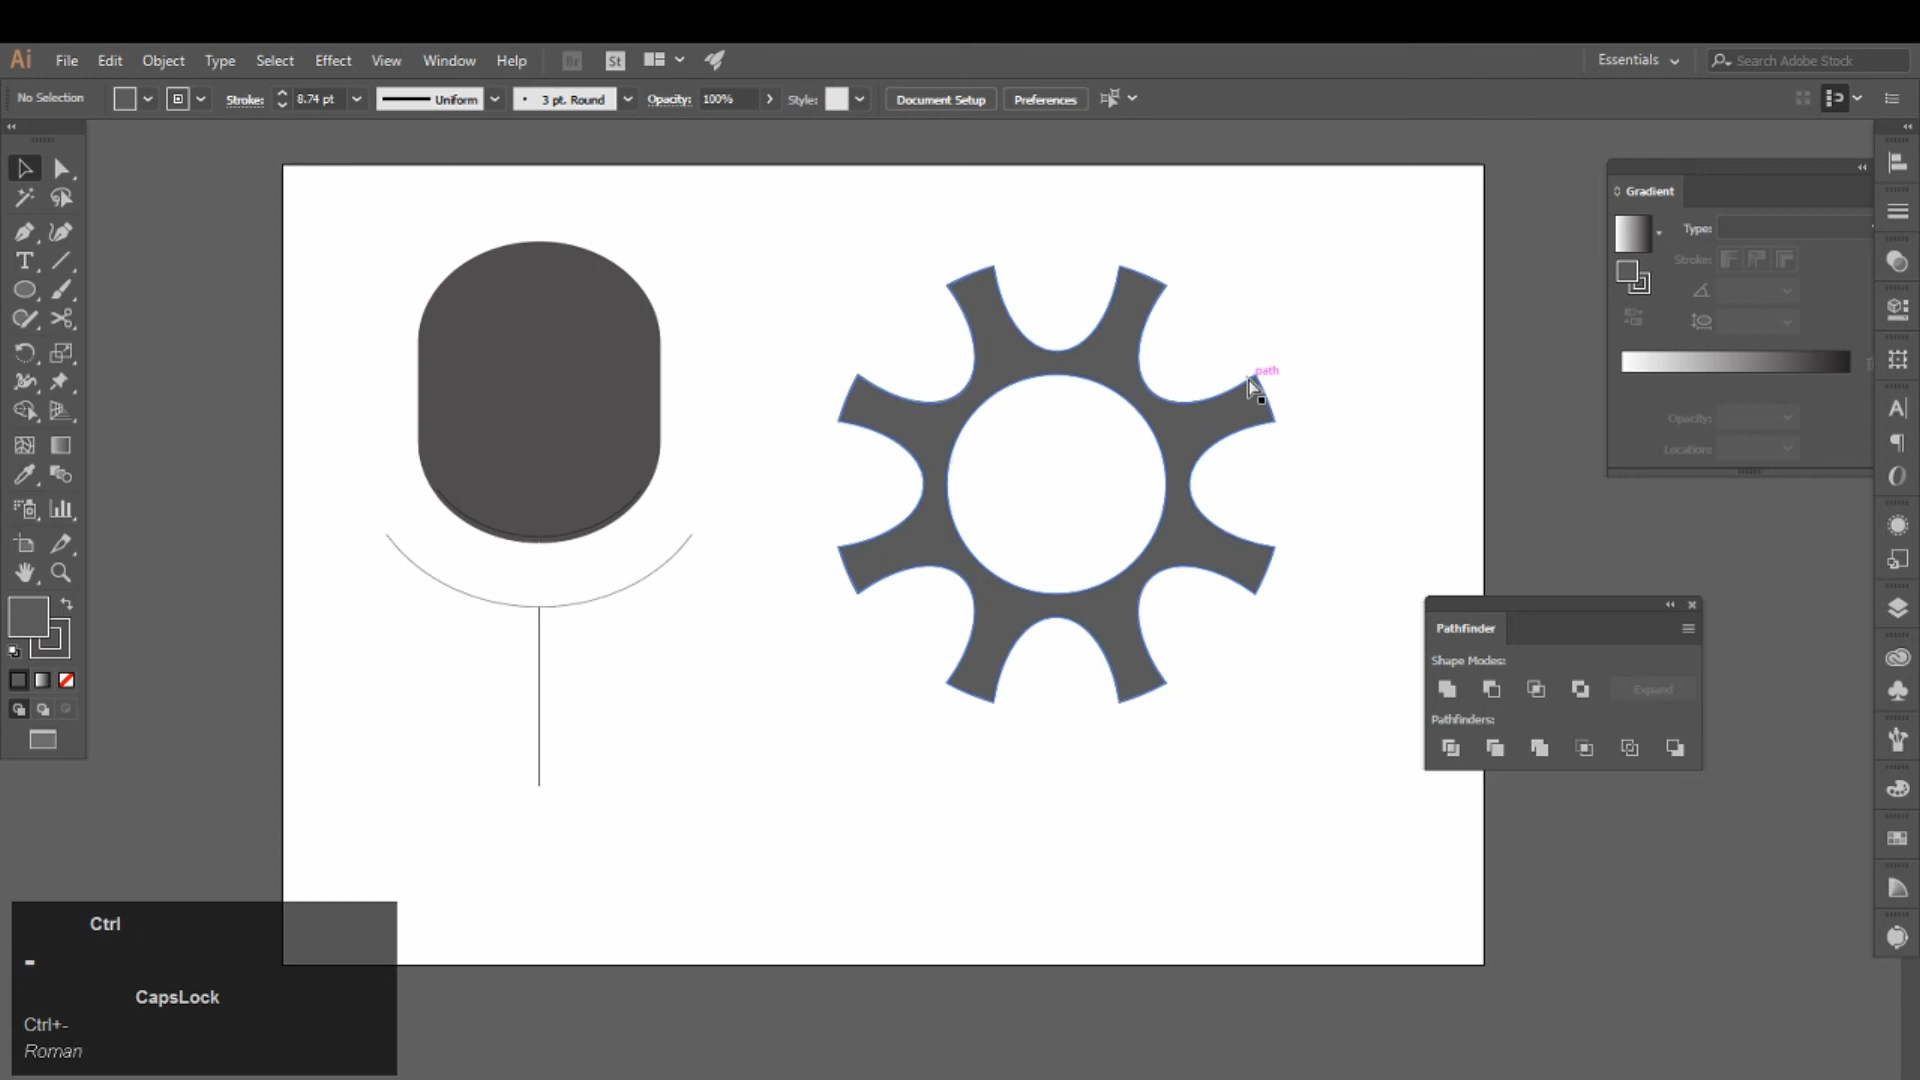 Ai File Edit Object Type Select Effect View Window Help Br St Essentials Search Adobe Stock
No Selection Stroke: 8.74 pt Uniform 3 pt. Round Opacity: 100% Style: Document Setup Preferences
Gradient
Type:
Stroke:
path
Opacity:
Location:
Pathfinder
Shape Modes:
Expand
Pathfinders:
Ctrl
-
CapsLock
Ctrl+-
Roman